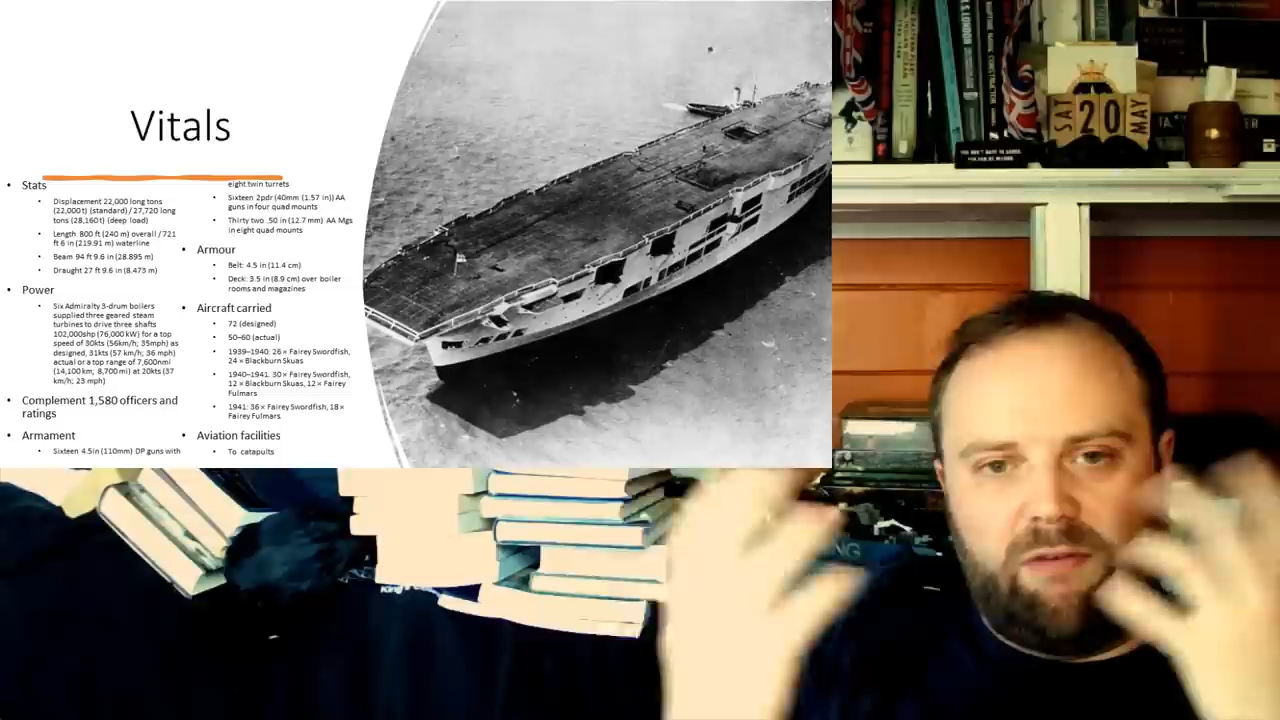 Vitals
• Stats
• Displacement 22,000 long tons
(22,000 t) (standard) / 27,720 long
tons (28,160 t) (deep load)
• Length 800 ft (240 m) overall / 721
ft 6 in (219.91 m) waterline
• Beam 94 ft 9.6 in (28.895 m)
• Draught 27 ft 9.6 in (8.473 m)
• Power
• Six Admiralty 3-drum boilers
supplied three geared steam
turbines to drive three shafts
102,000shp (76,000 kW) for a top
speed of 30kts (56km/h; 35mph) as
designed, 31kts (57 km/h; 36 mph)
actual or a top range of 7,600nmi
(14,100 km; 8,700 mi) at 20kts (37
km/h; 23 mph)
• Complement 1,580 officers and
ratings
• Armament
• Sixteen 4.5in (110mm) DP guns with
eight twin turrets
• Sixteen 2pdr (40mm (1.57 in)) AA
guns in four quad mounts
• Thirty two .50 in (12.7 mm) AA Mgs
in eight quad mounts
• Armour
• Belt: 4.5 in (11.4 cm)
• Deck: 3.5 in (8.9 cm) over boiler
rooms and magazines
• Aircraft carried
• 72 (designed)
• 50–60 (actual)
• 1939–1940: 26 × Fairey Swordfish,
24 × Blackburn Skuas
• 1940–1941. 30 × Fairey Swordfish,
12 × Blackburn Skuas, 12 × Fairey
Fulmars
• 1941: 36 × Fairey Swordfish, 18 ×
Fairey Fulmars
• Aviation facilities
• To catapults
SAT 20 MAY